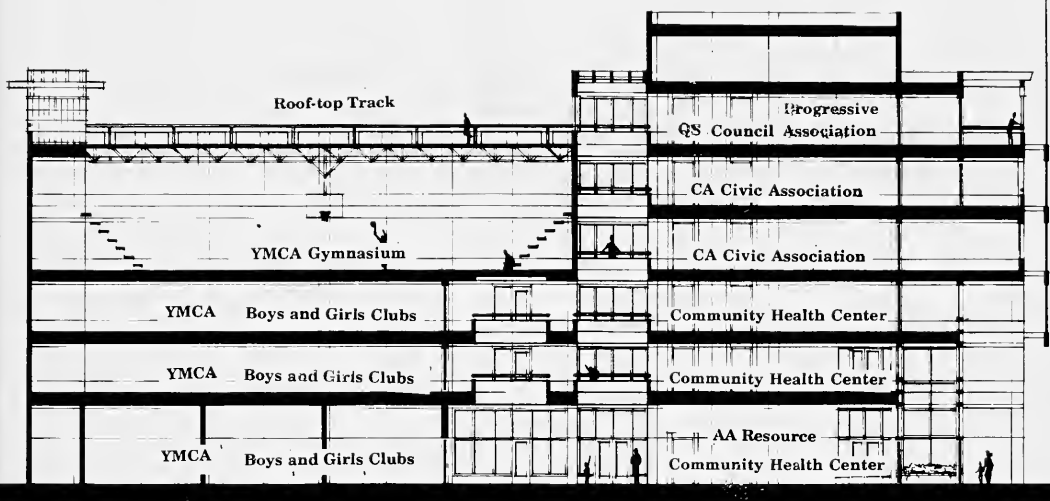 Roof-top Track
Progressive
QS Council Association
CA Civic Association
YMCA Gymnasium
CA Civic Association
YMCA Boys and Girls Clubs
Community Health Center
YMCA Boys and Girls Clubs
Community Health Center
AA Resource
YMCA Boys and Girls Clubs
Community Health Center